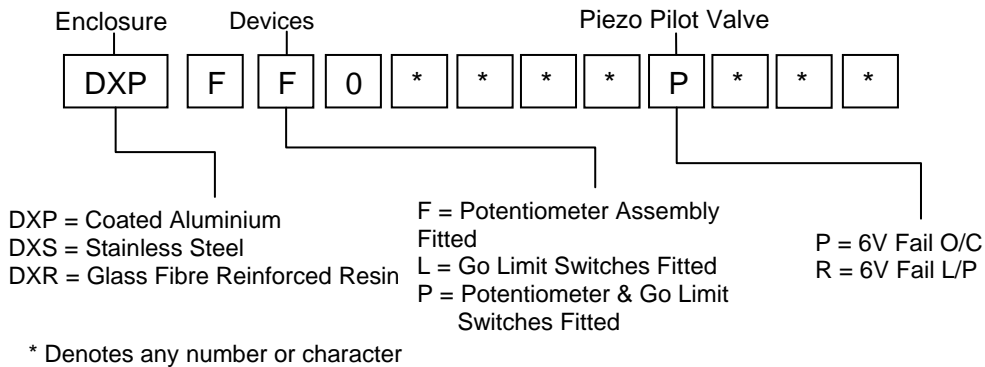 Enclosure Devices Piezo Pilot Valve
DXP F F 0 * * * * P * * *
DXP = Coated Aluminium
DXS = Stainless Steel
DXR = Glass Fibre Reinforced Resin
F = Potentiometer Assembly
Fitted
L = Go Limit Switches Fitted
P = Potentiometer & Go Limit
Switches Fitted
P = 6V Fail O/C
R = 6V Fail L/P
* Denotes any number or character